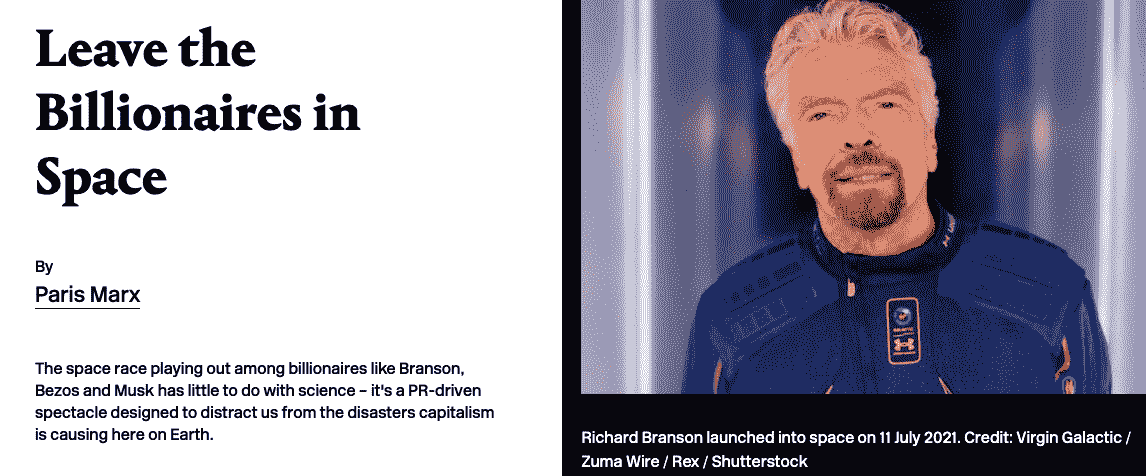 Leave the
Billionaires in
Space
By
Paris Marx
The space race playing out among billionaires like Branson,
Bezos and Musk has little to do with science – it's a PR-driven
spectacle designed to distract us from the disasters capitalism
is causing here on Earth.
Richard Branson launched into space on 11 July 2021. Credit: Virgin Galactic /
Zuma Wire / Rex / Shutterstock